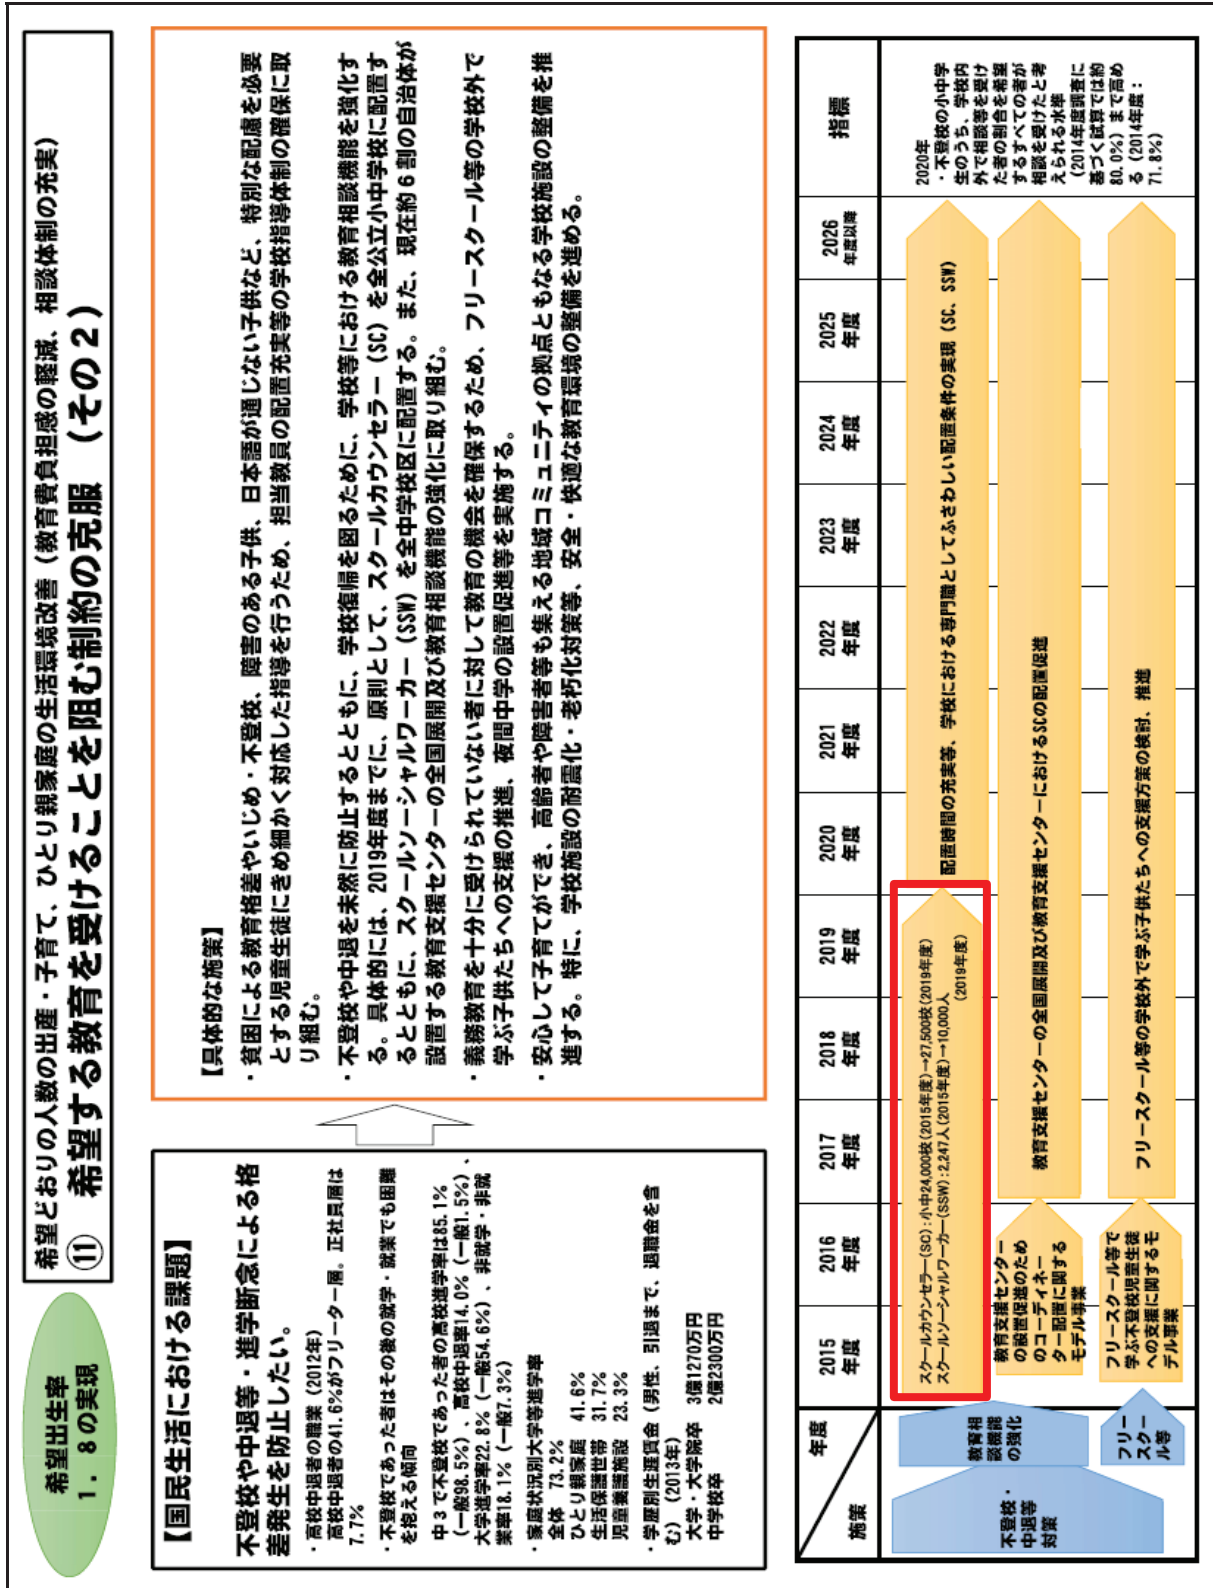 希望出生率
１．８の実現
希望どおりの人数の出産・子育て、ひとり親家庭の生活環境改善（教育費負担感の軽減、相談体制の充実）
⑪　希望する教育を受けることを阻む制約の克服　（その２）
【国民生活における課題】
不登校や中退等・進学断念による格
差発生を防止したい。
・高校中退者の職業（2012年）
高校中退者の41.6%がフリーター層。正社員層は
7.7%
・不登校であった者はその後の就学・就業でも困難
を抱える傾向
中３で不登校であった者の高校進学率は85.1%
（一般98.5%）、高校中退率14.0%（一般1.5%）、
大学進学率22.8%（一般54.6%）、非就学・非就
業率18.1%（一般7.3%）
・家庭状況別大学等進学率
全体　73.2%
ひとり親家庭　41.6%
生活保護世帯　31.7%
児童養護施設　23.3%
・学歴別生涯賃金（男性、引退まで、退職金を含
む）（2013年）
大学・大学院卒　3億1270万円
中学校卒　2億2300万円
【具体的な施策】
・貧困による教育格差やいじめ・不登校、障害のある子供、日本語が通じない子供など、特別な配慮を必要
とする児童生徒にきめ細かく対応した指導を行うため、担当教員の配置充実等の学校指導体制の確保に取
り組む。
・不登校や中退を未然に防止するとともに、学校復帰を図るために、学校等における教育相談機能を強化す
る。具体的には、2019年度までに、原則として、スクールカウンセラー（SC）を全公立小中学校に配置す
るとともに、スクールソーシャルワーカー（SSW）を全中学校区に配置する。また、現在約６割の自治体が
設置する教育支援センターの全国展開及び教育相談機能の強化に取り組む。
・義務教育を十分に受けられていない者に対して教育の機会を確保するため、フリースクール等の学校外で
学ぶ子供たちへの支援の推進、夜間中学の設置促進等を実施する。
・安心して子育てができ、高齢者や障害者等も集える地域コミュニティの拠点ともなる学校施設の整備を推
進する。特に、学校施設の耐震化・老朽化対策等、安全・快適な教育環境の整備を進める。
年度
施策
2015
年度
2016
年度
2017
年度
2018
年度
2019
年度
2020
年度
2021
年度
2022
年度
2023
年度
2024
年度
2025
年度
2026
年度以降
指標
不登校・
中退等
対策
教育相
談機能
の強化
スクールカウンセラー(SC)：小中24,000校(2015年度)→27,500校(2019年度)
スクールソーシャルワーカー(SSW)：2,247人(2015年度)→10,000人
(2019年度)
配置時間の充実等、学校における専門職としてふさわしい配置条件の実現（SC、SSW）
教育支援センター
の設置促進のため
のコーディネー
ター配置に関する
モデル事業
教育支援センターの全国展開及び教育支援センターにおけるSCの配置促進
フリー
スクー
ル等
フリースクール等で
学ぶ不登校児童生徒
への支援に関するモ
デル事業
フリースクール等の学校外で学ぶ子供たちへの支援方策の検討、推進
2020年
・不登校の小中学
生のうち、学校内
外で相談等を受け
た者の割合を希望
するすべての者が
相談を受けたと考
えられる水準
（2014年度調査に
基づく試算では約
80.0%）まで高め
る（2014年度：
71.8%）